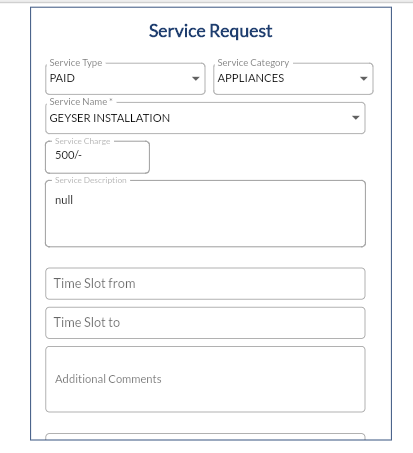 Service Request
Service Type
Service Category
PAID
APPLIANCES
Service Name *
GEYSER INSTALLATION
Service Charge
500/-
Service Description
null
Time Slot from
Time Slot to
Additional Comments